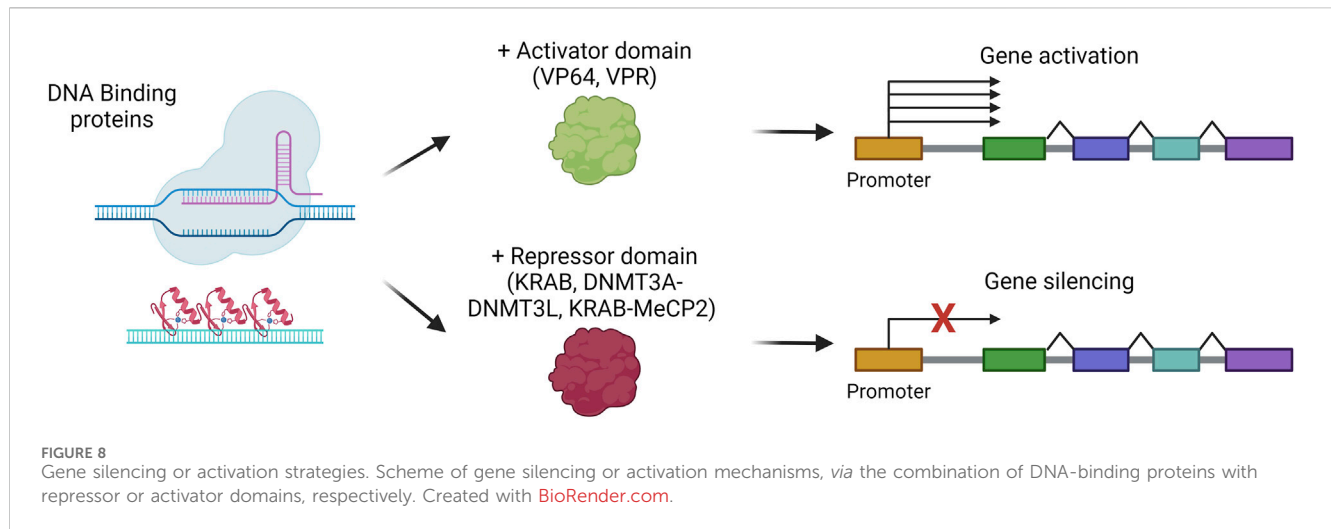 DNA Binding
proteins
+ Activator domain
(VP64, VPR)
Gene activation
Promoter
+ Repressor domain
(KRAB, DNMT3A-
DNMT3L, KRAB-MeCP2)
Gene silencing
X
Promoter
FIGURE 8
Gene silencing or activation strategies. Scheme of gene silencing or activation mechanisms, via the combination of DNA-binding proteins with
repressor or activator domains, respectively. Created with BioRender.com.